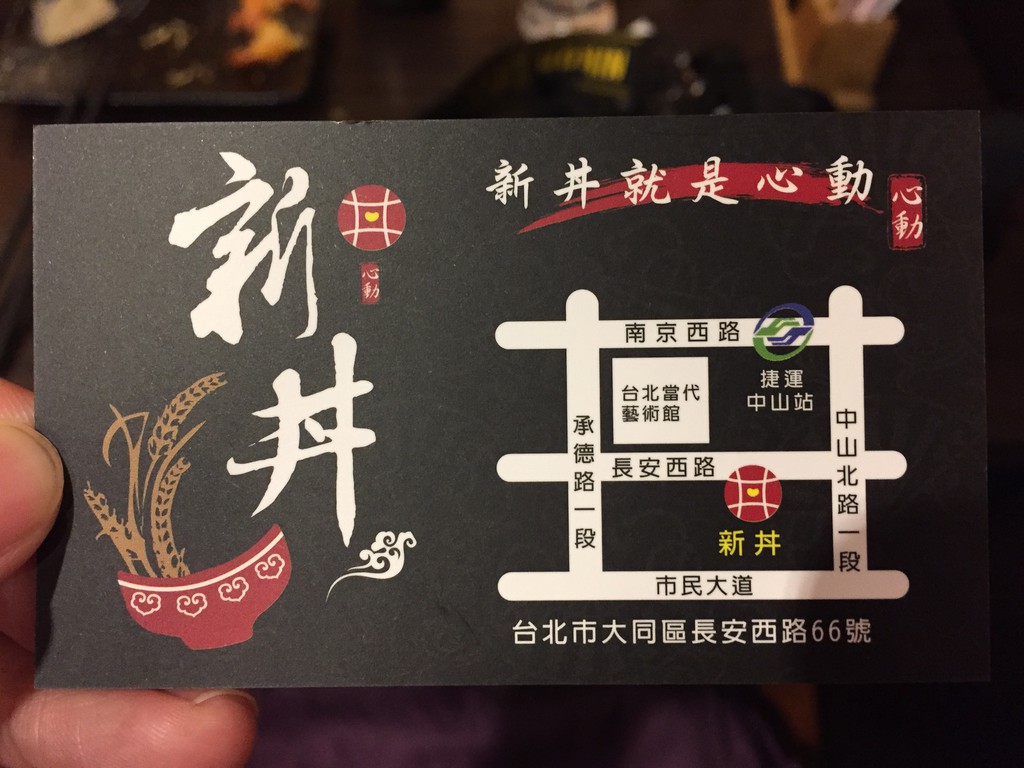 新丼
心動
新丼就是心動
心動
南京西路
捷運
中山站
台北當代
藝術館
承德路一段
中山北路一段
長安西路
新丼
市民大道
台北市大同區長安西路66號